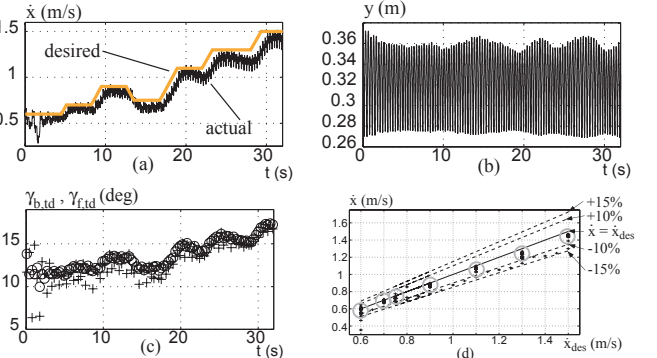 ẋ (m/s)
1.5
1
0.5
desired
actual
10
20
30
(a)
t (s)
y (m)
0.36
0.34
0.32
0.3
0.28
0.26
0
10
20
30
(b)
t (s)
γb,td , γf,td (deg)
15
10
5
0
10
20
30
(c)
t (s)
ẋ (m/s)
1.6
1.4
1.2
1
0.8
0.6
0.4
0.6
0.8
1
1.2
1.4
+15%
+10%
ẋ = ẋdes
-10%
-15%
(d)
ẋdes (m/s)